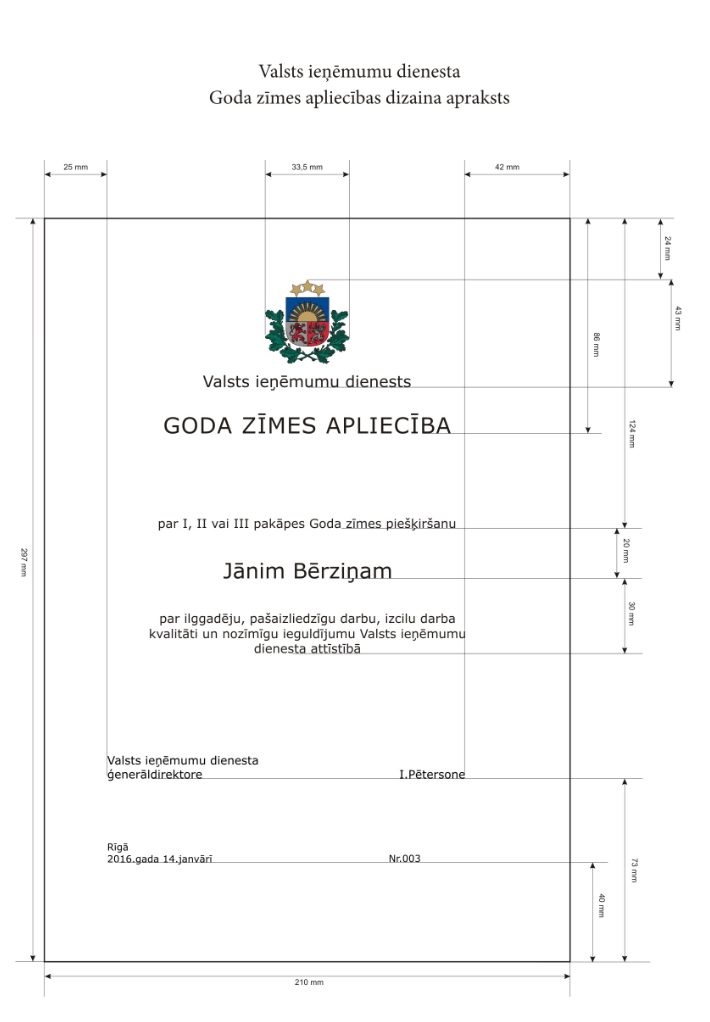 Valsts ieņēmumu dienesta
Goda zīmes apliecības dizaina apraksts
25 mm
33,5 mm
42 mm
24 mm
43 mm
86 mm
124 mm
Valsts ieņēmumu dienests
GODA ZĪMES APLIECĪBA
par I, II vai III pakāpes Goda zīmes piešķiršanu
20 mm
297 mm
Jānim Bērziņam
30 mm
par ilggadēju, pašaizliedzīgu darbu, izcilu darba
kvalitāti un nozīmīgu ieguldījumu Valsts ieņēmumu
dienesta attīstībā
Valsts ieņēmumu dienesta
ģenerāldirektore I.Pētersone
Rīgā
2016.gada 14.janvārī Nr.003
73 mm
40 mm
210 mm